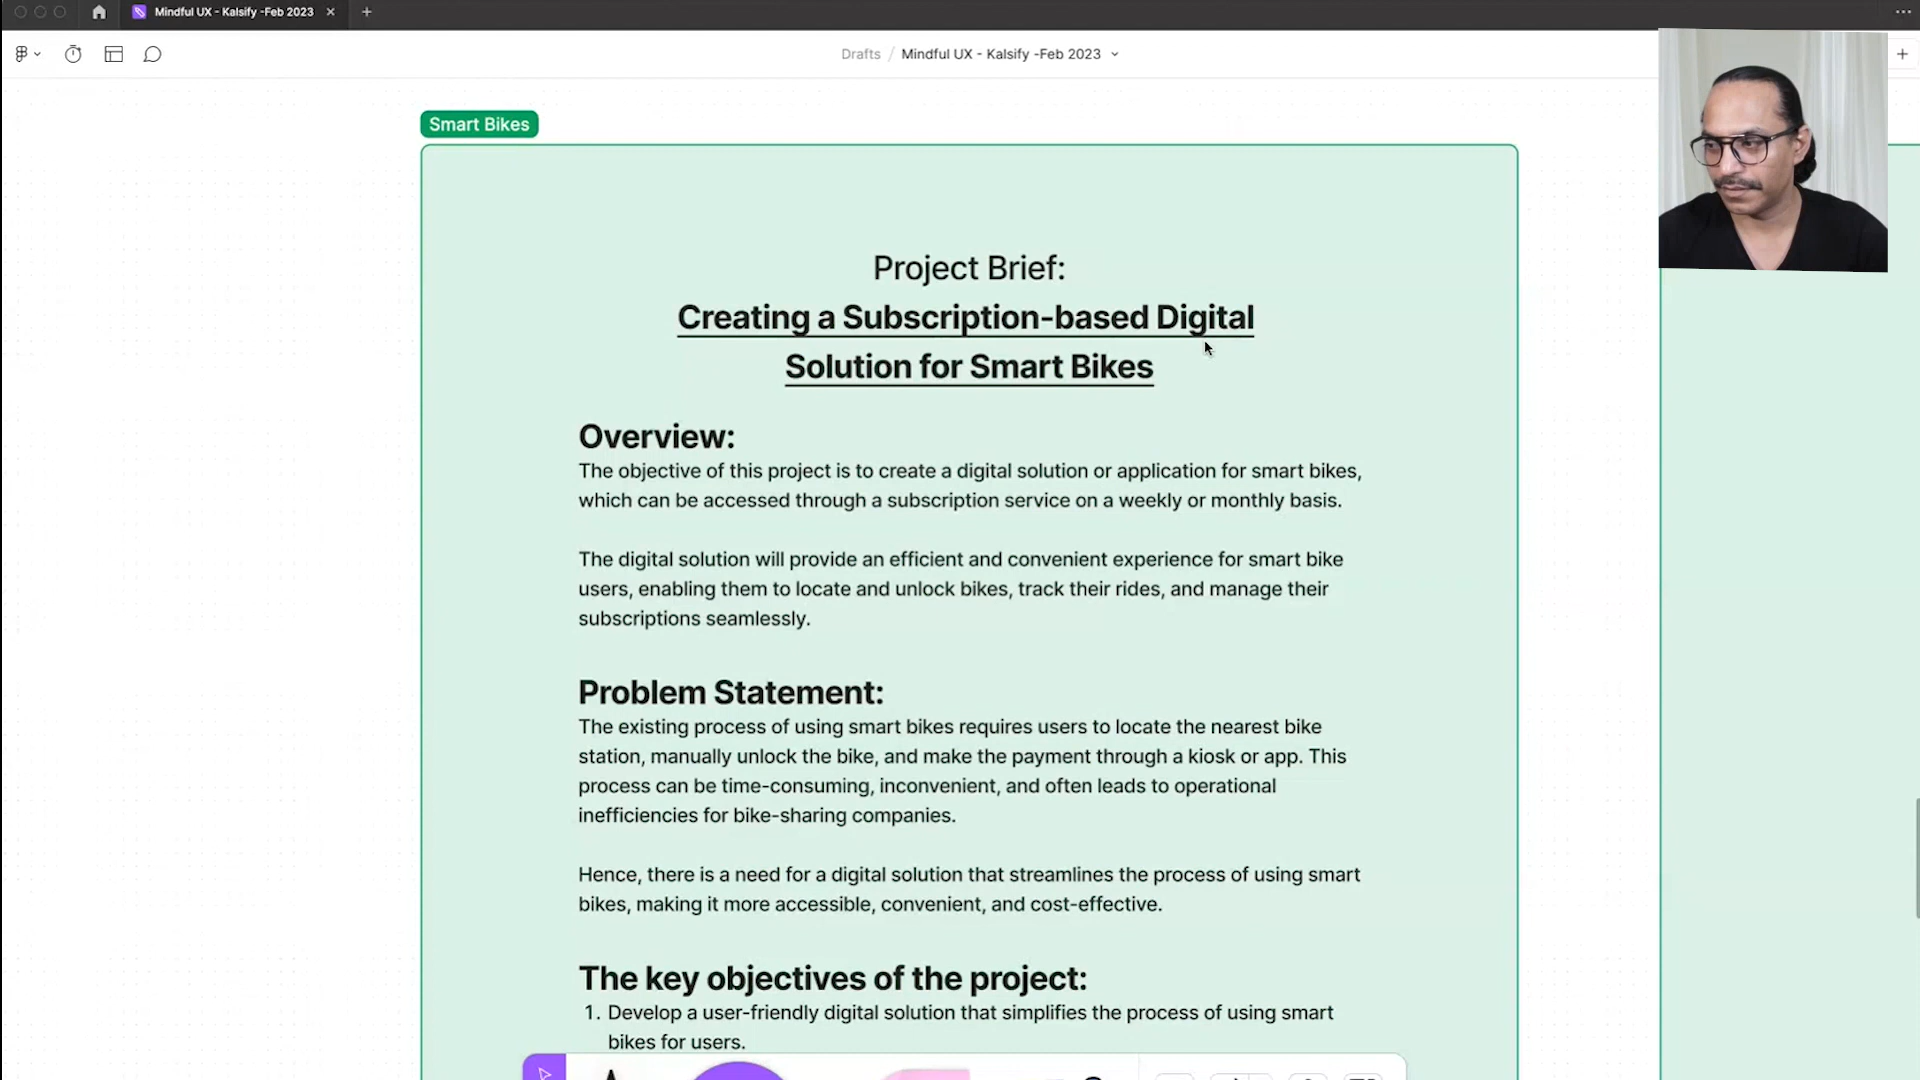 Mindful UX - Kalsify -Feb 2023
Drafts / Mindful UX - Kalsify -Feb 2023
Smart Bikes
Project Brief:
Creating a Subscription-based Digital
Solution for Smart Bikes
Overview:
The objective of this project is to create a digital solution or application for smart bikes,
which can be accessed through a subscription service on a weekly or monthly basis.
The digital solution will provide an efficient and convenient experience for smart bike
users, enabling them to locate and unlock bikes, track their rides, and manage their
subscriptions seamlessly.
Problem Statement:
The existing process of using smart bikes requires users to locate the nearest bike
station, manually unlock the bike, and make the payment through a kiosk or app. This
process can be time-consuming, inconvenient, and often leads to operational
inefficiencies for bike-sharing companies.
Hence, there is a need for a digital solution that streamlines the process of using smart
bikes, making it more accessible, convenient, and cost-effective.
The key objectives of the project:
1. Develop a user-friendly digital solution that simplifies the process of using smart
bikes for users.